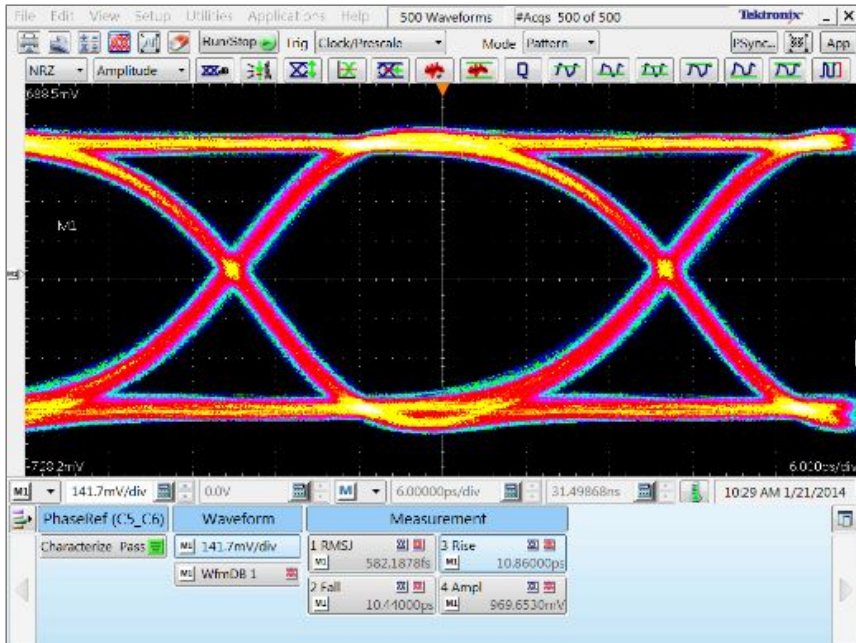 File Edit View Setup Utilities Applications Help 500 Waveforms #Acqs 500 of 500 Tektronix
Run/Stop Trig Clock/Prescale Mode Pattern PSync... App
NRZ Amplitude
688.5mV
M1
-728.2mV 6.000ps/div
M1 141.7mV/div 0.0V M 6.00000ps/div 31.49868ns 10:29 AM 1/21/2014
PhaseRef (C5_C6) Waveform Measurement
Characterize Pass M1 141.7mV/div 1 RMSJ 3 Rise
M1 582.1878fs M1 10.86000ps
M1 WfmDB 1 2 Fall 4 Ampl
M1 10.44000ps M1 969.6530mV